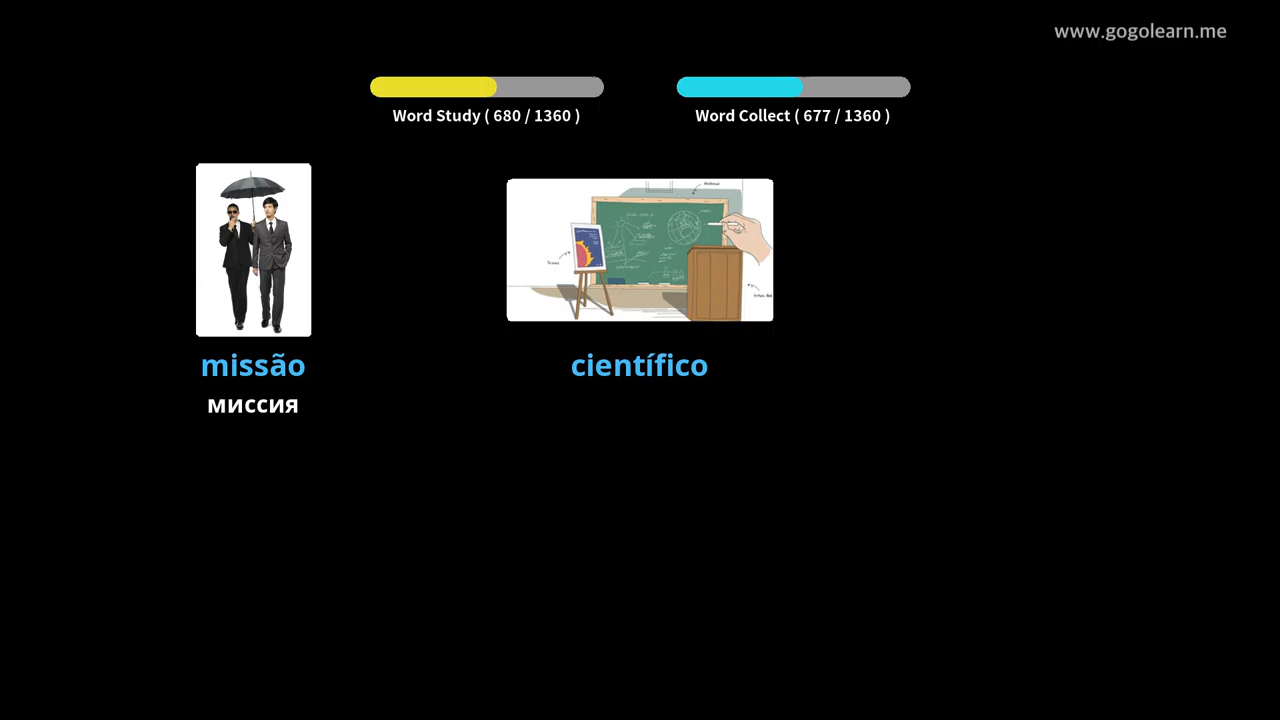 www.gogolearn.me
Word Study ( 680 / 1360 )
Word Collect ( 677 / 1360 )
missão
científico
миссия